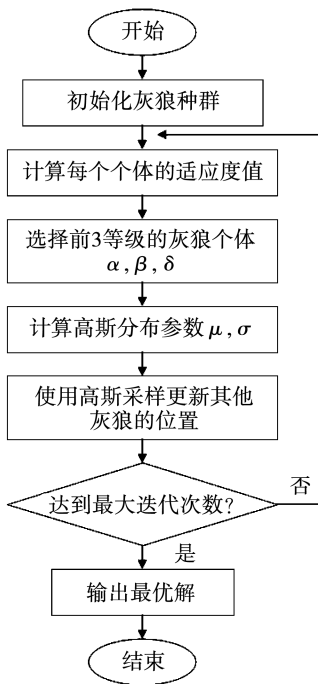 开始
初始化灰狼种群
计算每个个体的适应度值
选择前3等级的灰狼个体
α,β,δ
计算高斯分布参数μ,σ
使用高斯采样更新其他
灰狼的位置
达到最大迭代次数?
否
是
输出最优解
结束